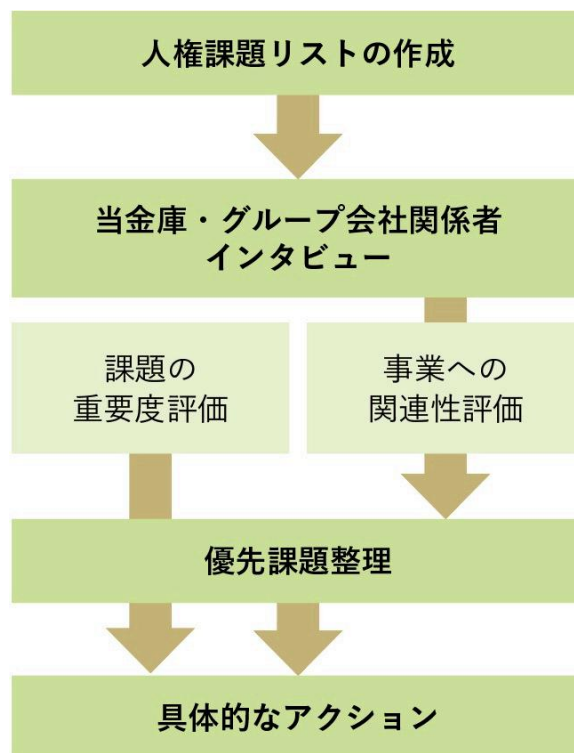 人権課題リストの作成
当金庫・グループ会社関係者
インタビュー
課題の
重要度評価
事業への
関連性評価
優先課題整理
具体的なアクション